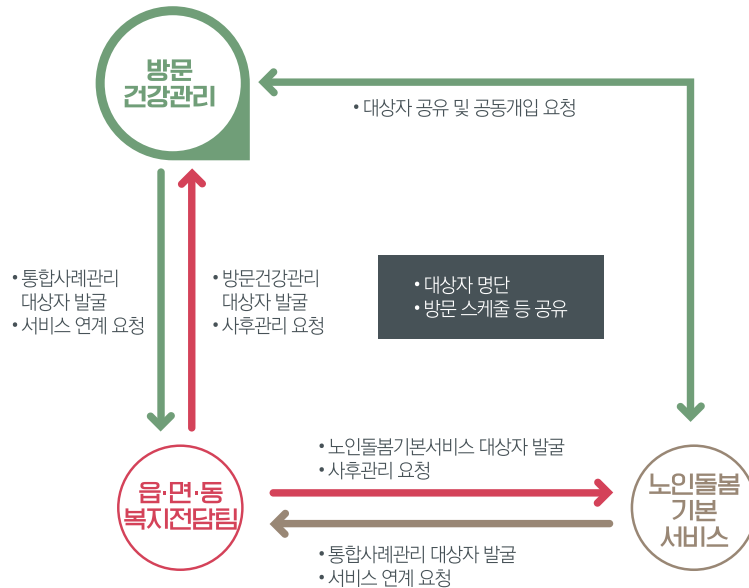 방문
건강관리
• 대상자 공유 및 공동개입 요청
• 통합사례관리
대상자 발굴
• 서비스 연계 요청
• 방문건강관리
대상자 발굴
• 사후관리 요청
• 대상자 명단
• 방문 스케줄 등 공유
읍·면·동
복지전담팀
• 노인돌봄기본서비스 대상자 발굴
• 사후관리 요청
노인돌봄
기본
서비스
• 통합사례관리 대상자 발굴
• 서비스 연계 요청